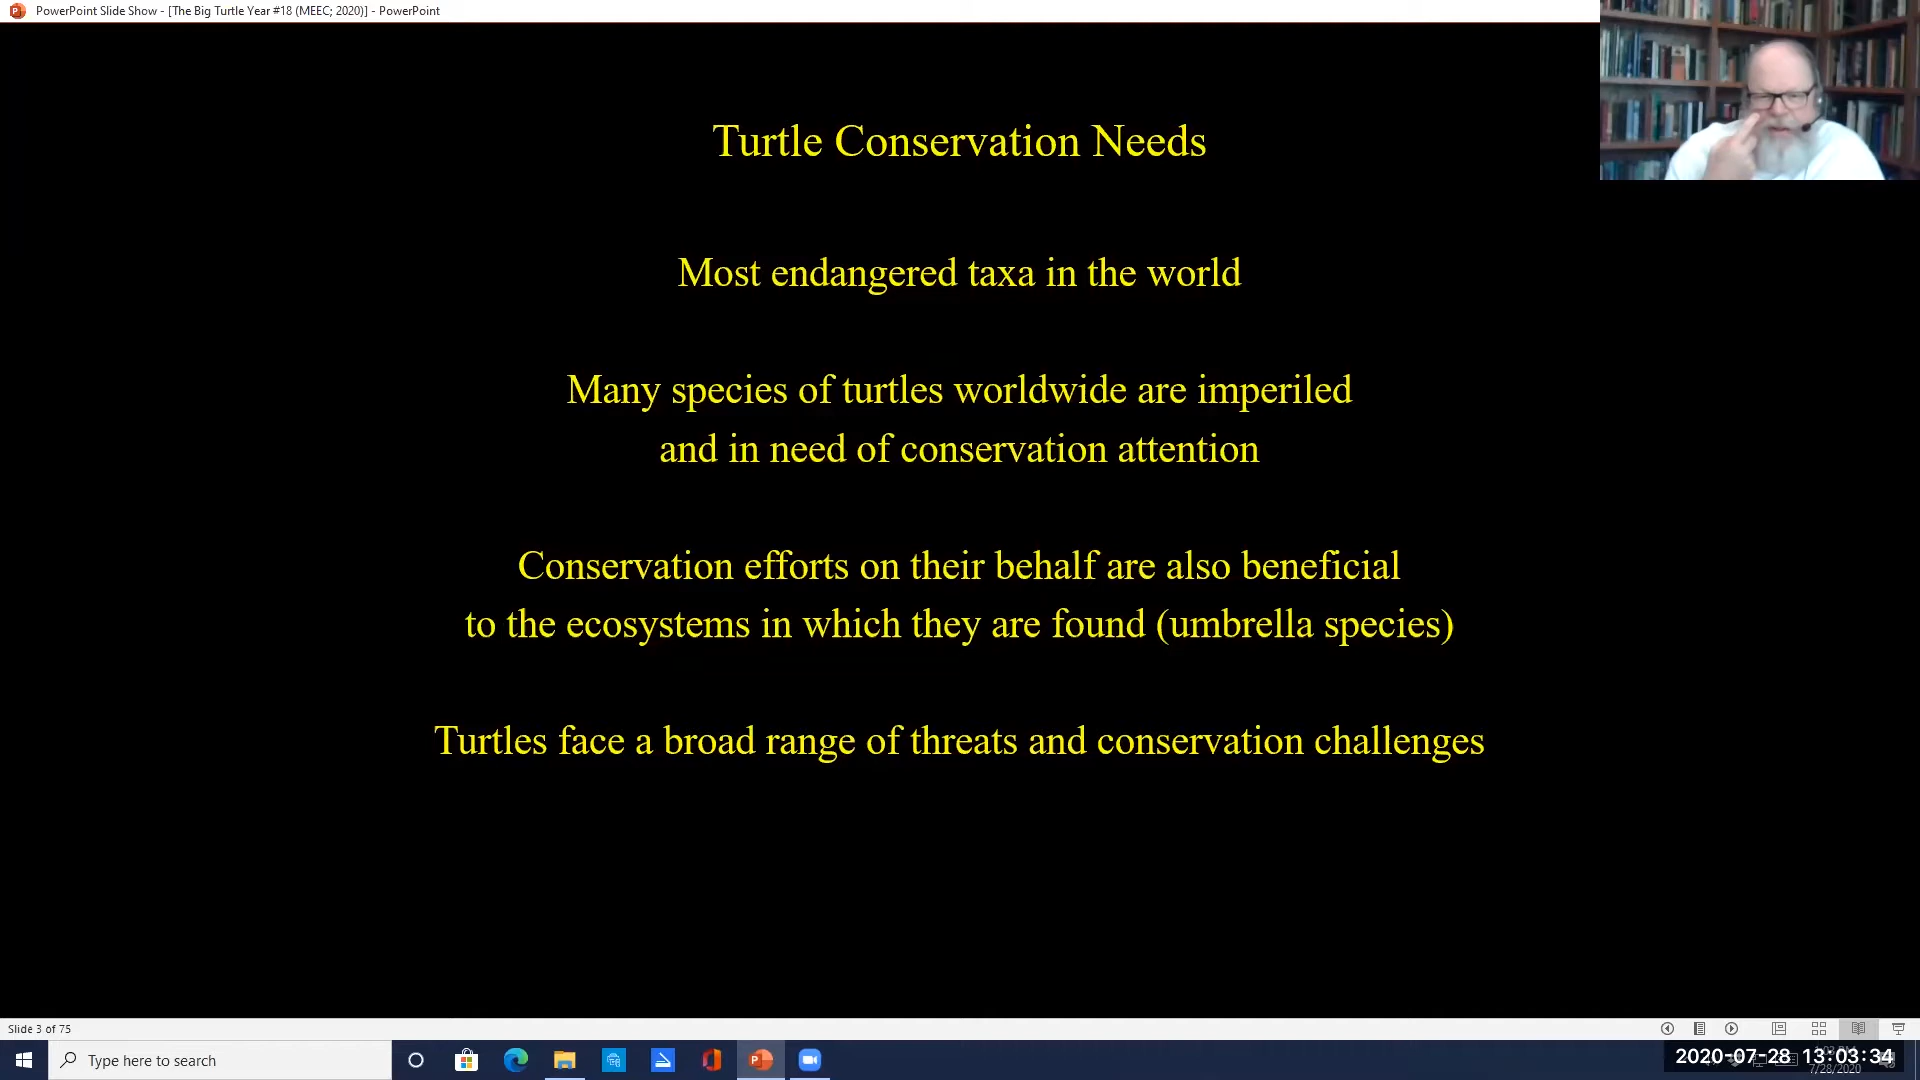 PowerPoint Slide Show - [The Big Turtle Year #18 (MEEC; 2020)] - PowerPoint
Turtle Conservation Needs
Most endangered taxa in the world
Many species of turtles worldwide are imperiled
and in need of conservation attention
Conservation efforts on their behalf are also beneficial
to the ecosystems in which they are found (umbrella species)
Turtles face a broad range of threats and conservation challenges
Slide 3 of 75
Type here to search
2020-07-28 13:03:34
7/28/2020